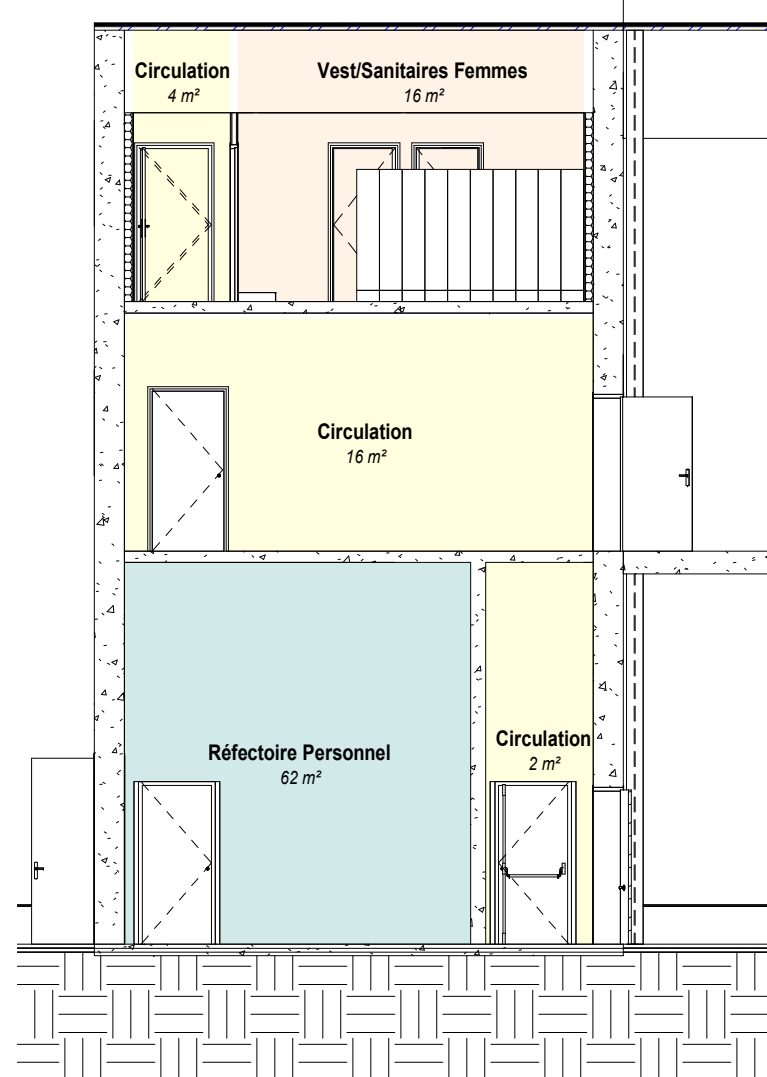 Circulation
4 m²
Vest/Sanitaires Femmes
16 m²
Circulation
16 m²
Réfectoire Personnel
62 m²
Circulation
2 m²